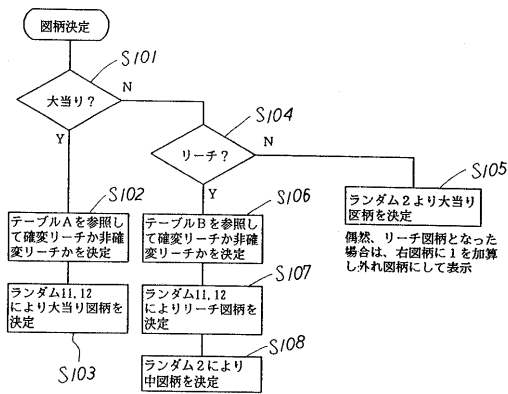 図柄決定
S101
大当り?
N
Y
S104
リーチ?
N
Y
S105
ランダム2より大当り
図柄を決定
偶然、リーチ図柄となった
場合は、右図柄に1を加算
し外れ図柄にして表示
S102
テーブルAを参照し
て確変リーチか非確
変リーチかを決定
S106
テーブルBを参照し
て確変リーチか非確
変リーチかを決定
ランダム11,12
により大当り図柄を
決定
S103
S107
ランダム11,12
によりリーチ図柄を
決定
S108
ランダム2により
中図柄を決定